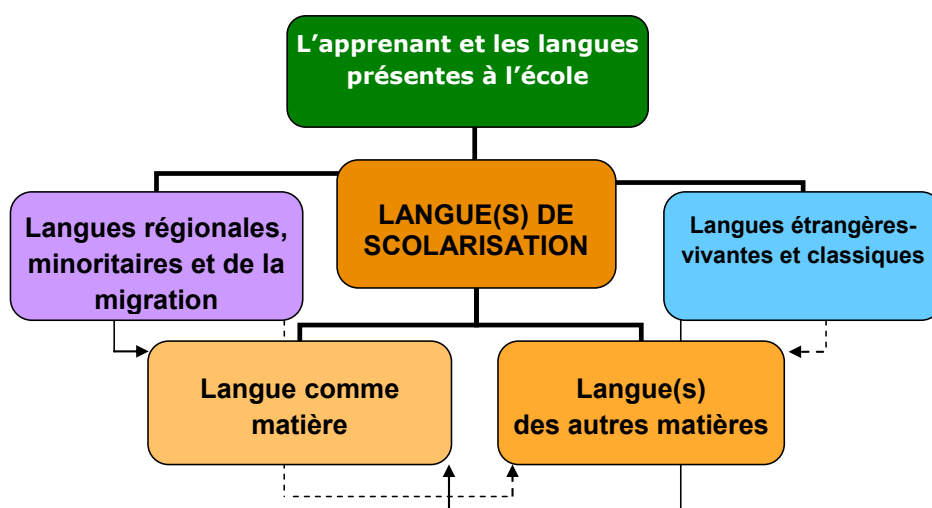 L’apprenant et les langues
présentes à l’école
LANGUE(S) DE
SCOLARISATION
Langues régionales,
minoritaires et de la
migration
Langues étrangères-
vivantes et classiques
Langue comme
matière
Langue(s)
des autres matières